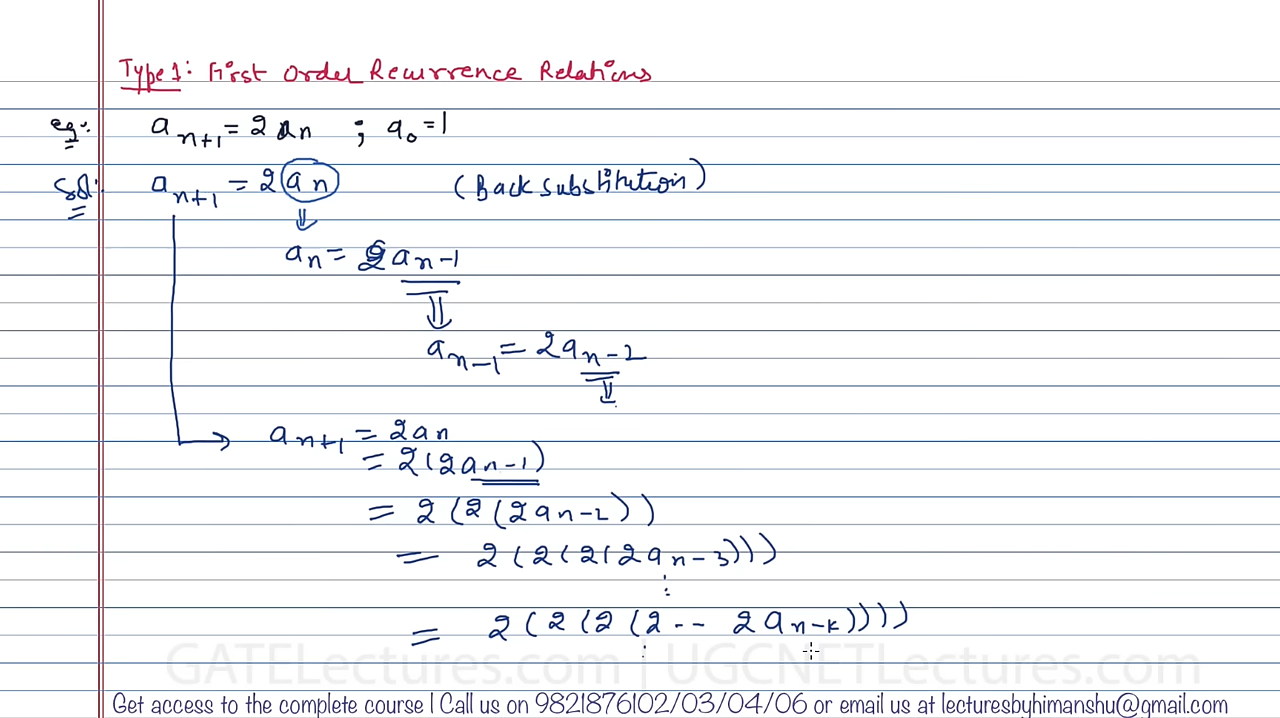 Type 1: First Order Recurrence Relations
eg:. a_{n+1} = 2a_n ; a_0 = 1
Sol: a_{n+1} = 2(a_n) (Back substitution)
⇓
a_n = 2a_{n-1}
⇓
a_{n-1} = 2a_{n-2}
⇓
→ a_{n+1} = 2a_n
= 2(2a_{n-1})
= 2(2(2a_{n-2}))
= 2(2(2(2a_{n-3})))
⋮
= 2(2(2(2-- 2a_{n-k}))))
⋮
GATELectures.com | UGCNETLectures.com
Get access to the complete course | Call us on 9821876102/03/04/06 or email us at lecturesbyhimanshu@gmail.com